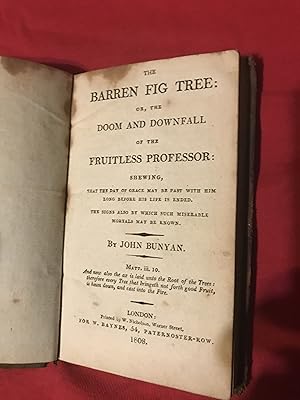 THE
BARREN FIG TREE:
OR, THE
DOOM AND DOWNFALL
OF THE
FRUITLESS PROFESSOR:
SHEWING,
THAT THE DAY OF GRACE MAY BE PAST WITH HIM
LONG BEFORE HIS LIFE IS ENDED.
THE SIGNS ALSO BY WHICH SUCH MISERABLE
MORTALS MAY BE KNOWN.
BY JOHN BUNYAN.
MATT. iii. 10.
And now also the ax is laid unto the Root of the Trees:
therefore every Tree that bringeth not forth good Fruit,
is hewn down, and cast into the Fire.
LONDON:
Printed by W. Nicholson, Warner Street,
FOR W. BAYNES, 54, PATERNOSTER-ROW.
1808.